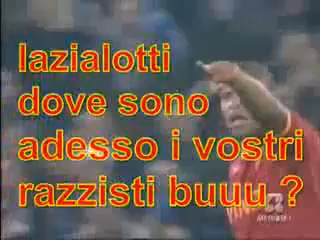 lazialotti
dove sono
adesso i vostri
razzisti buuu ?